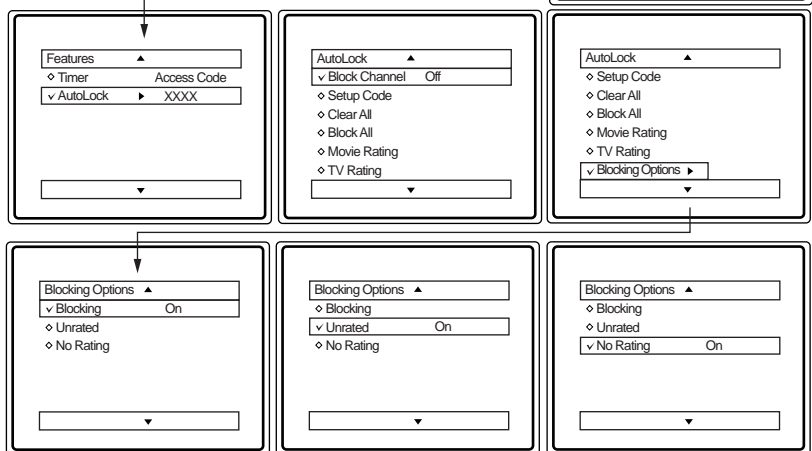 Features
Timer Access Code
AutoLock XXXX
AutoLock
Block Channel Off
Setup Code
Clear All
Block All
Movie Rating
TV Rating
AutoLock
Setup Code
Clear All
Block All
Movie Rating
TV Rating
Blocking Options
Blocking Options
Blocking On
Unrated
No Rating
Blocking Options
Blocking
Unrated On
No Rating
Blocking Options
Blocking
Unrated
No Rating On